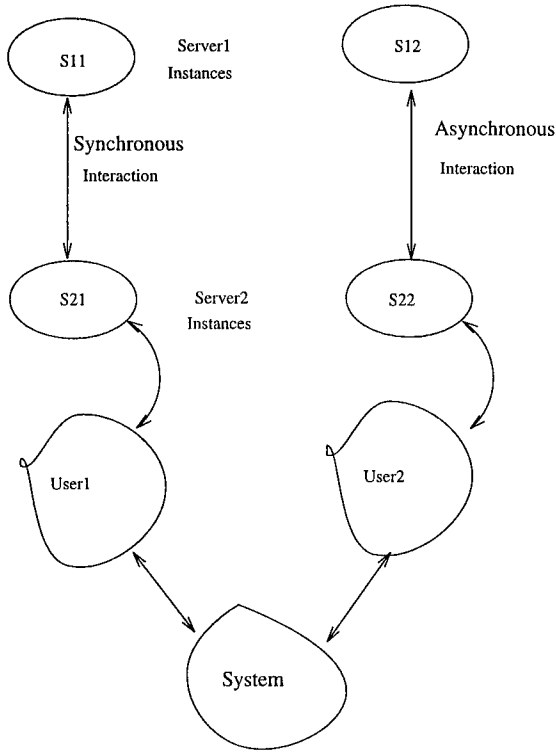 S11
Server1
Instances
S12
Synchronous
Interaction
Asynchronous
Interaction
S21
Server2
Instances
S22
User1
User2
System